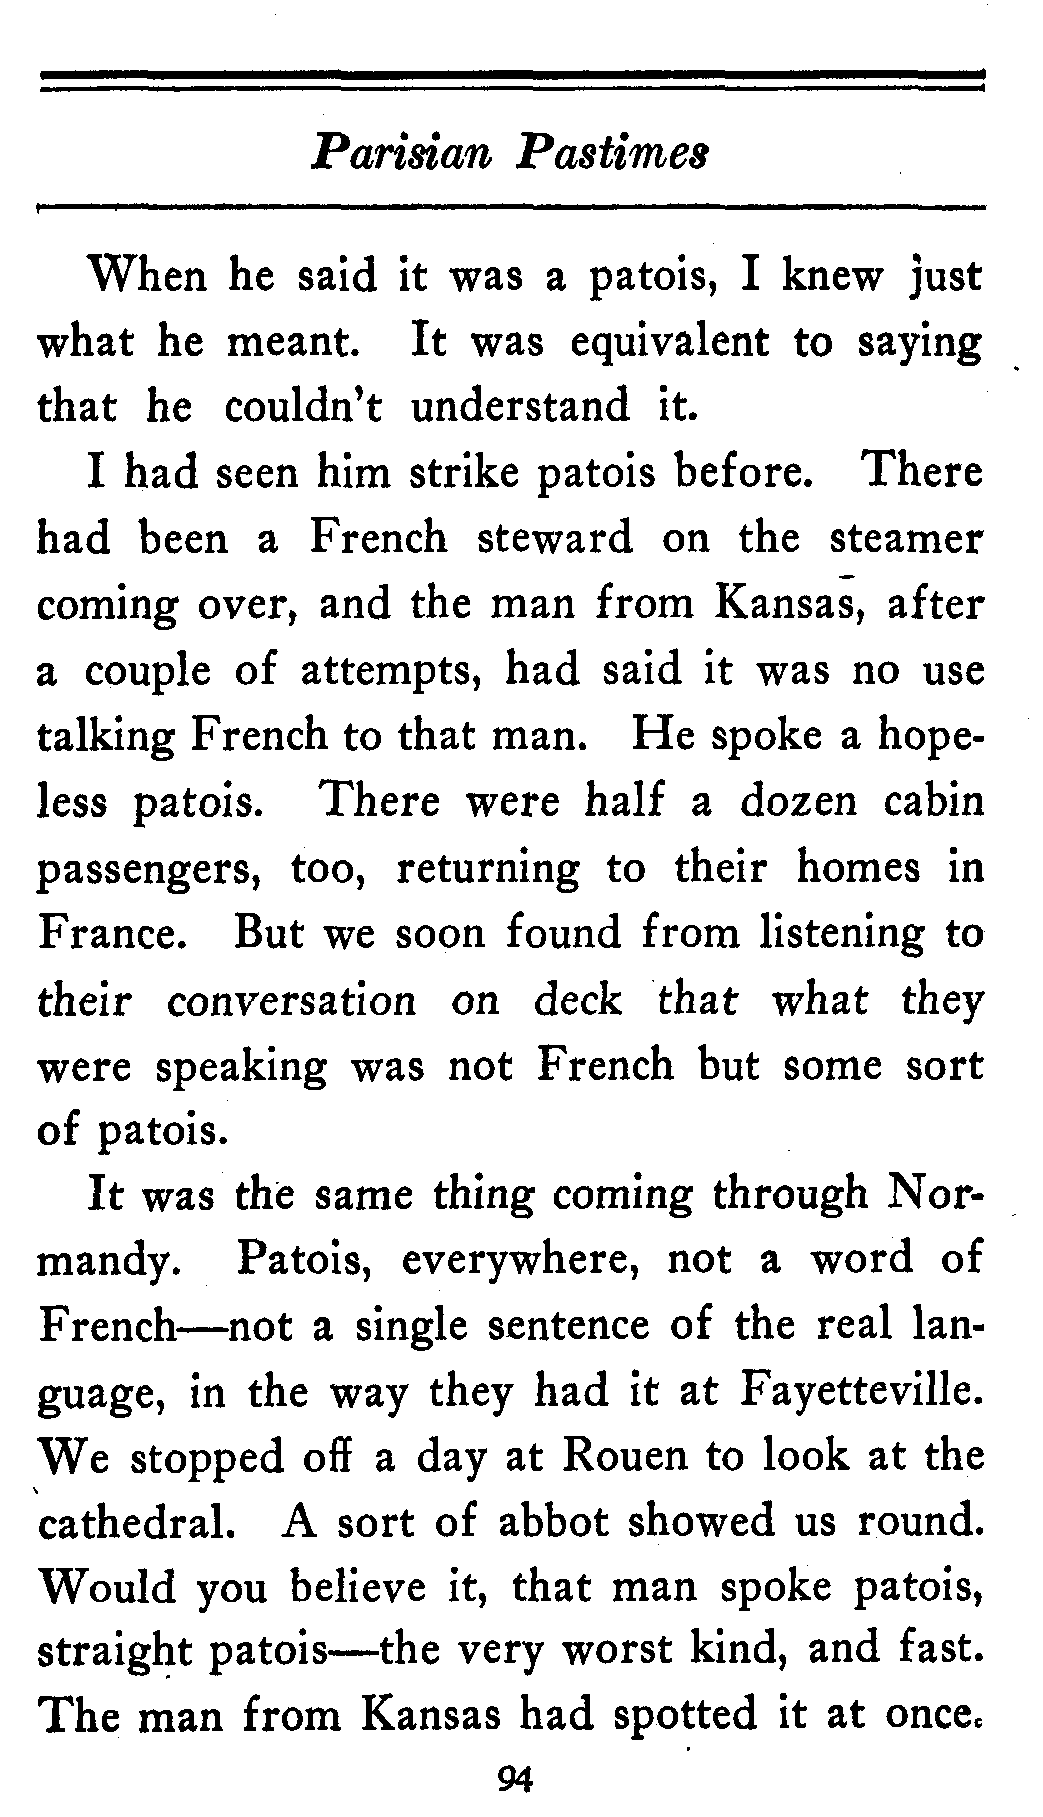 Parisian Pastimes
When he said it was a patois, I knew just
what he meant. It was equivalent to saying
that he couldn't understand it.
I had seen him strike patois before. There
had been a French steward on the steamer
coming over, and the man from Kansas, after
a couple of attempts, had said it was no use
talking French to that man. He spoke a hope-
less patois. There were half a dozen cabin
passengers, too, returning to their homes in
France. But we soon found from listening to
their conversation on deck that what they
were speaking was not French but some sort
of patois.
It was the same thing coming through Nor-
mandy. Patois, everywhere, not a word of
French—not a single sentence of the real lan-
guage, in the way they had it at Fayetteville.
We stopped off a day at Rouen to look at the
cathedral. A sort of abbot showed us round.
Would you believe it, that man spoke patois,
straight patois—the very worst kind, and fast.
The man from Kansas had spotted it at once.
94